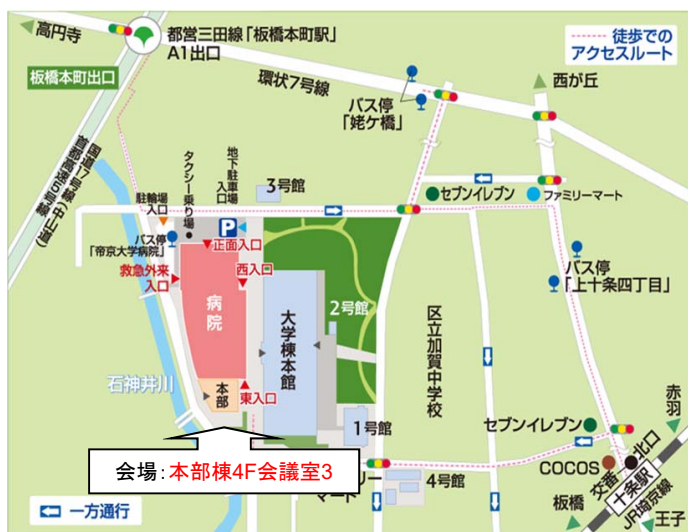 高円寺
都営三田線「板橋本町駅」
A1出口
徒歩での
アクセスルート
板橋本町出口
環状7号線
西が丘
バス停
「姥ケ橋」
国道17号線(中山道)
首都高速5号線
駐輪場
入口
タクシー乗り場
地下駐車場
入口
3号館
セブンイレブン
ファミリーマート
バス停
「帝京大学病院」
P
正面入口
救急外来
入口
西入口
病院
大学棟本館
2号館
バス停
「上十条四丁目」
区立加賀中学校
石神井川
本部
東入口
1号館
赤羽
セブンイレブン
北口
会場:本部棟4F会議室3
リー
マート
4号館
COCOS
交番
十条駅
JR埼京線
板橋
王子
一方通行